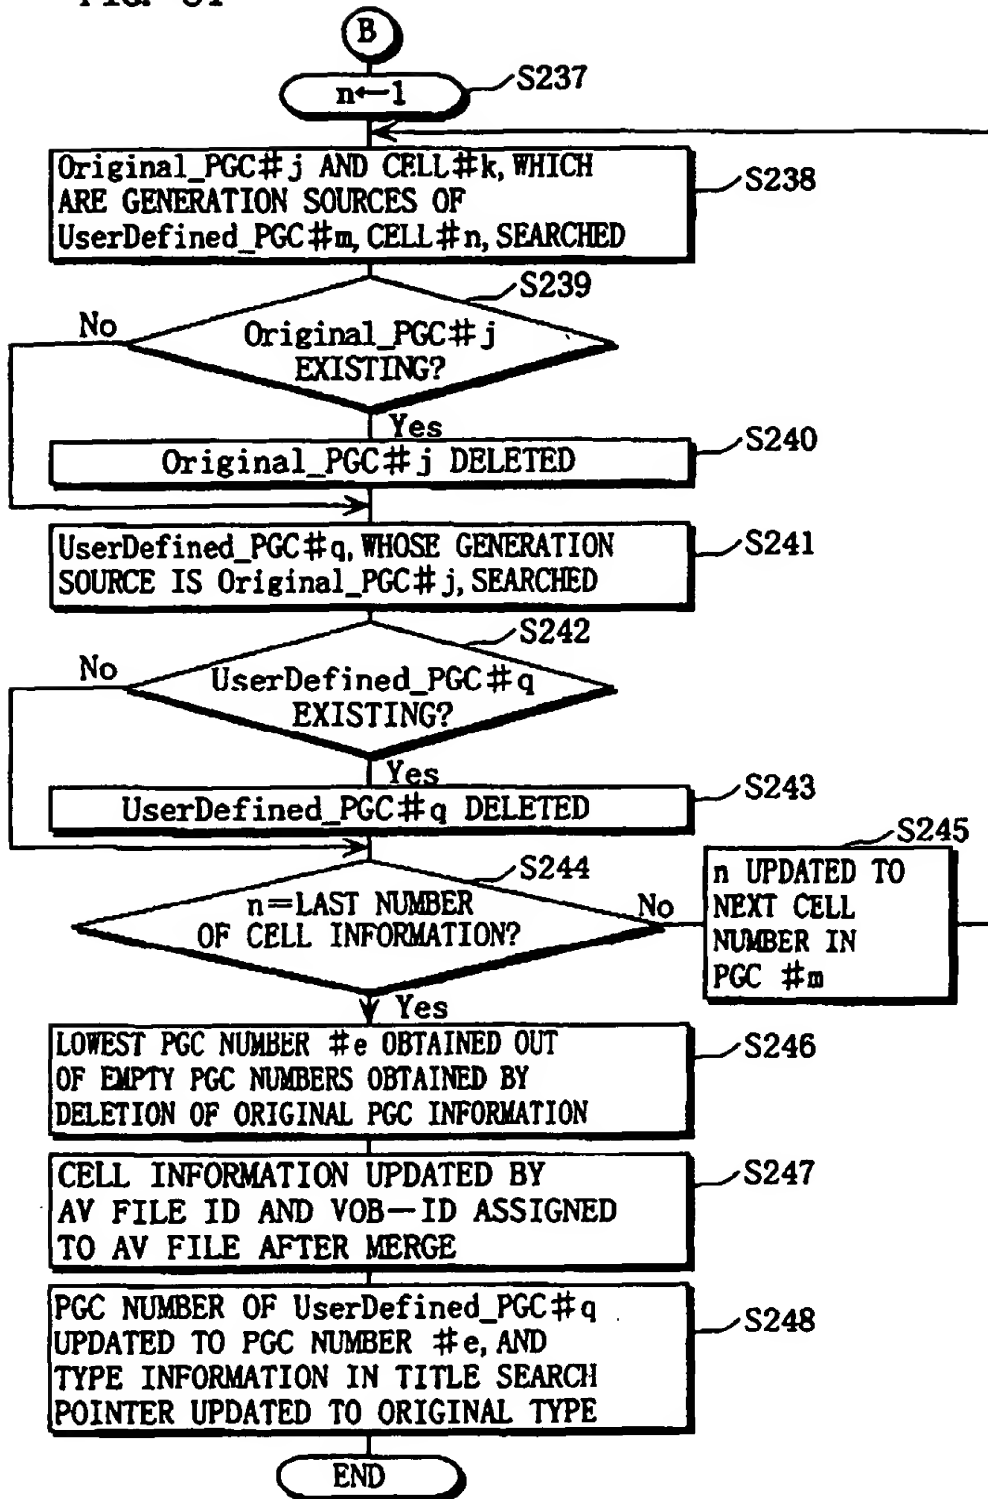 B
n←1
S237
Original_PGC#j AND CELL#k, WHICH
ARE GENERATION SOURCES OF
UserDefined_PGC#m, CELL#n, SEARCHED
S238
S239
No
Original_PGC#j
EXISTING?
Yes
Original_PGC#j DELETED
S240
UserDefined_PGC#q, WHOSE GENERATION
SOURCE IS Original_PGC#j, SEARCHED
S241
S242
No
UserDefined_PGC#q
EXISTING?
Yes
UserDefined_PGC#q DELETED
S243
S244
n=LAST NUMBER
OF CELL INFORMATION?
No
S245
n UPDATED TO
NEXT CELL
NUMBER IN
PGC #m
Yes
LOWEST PGC NUMBER #e OBTAINED OUT
OF EMPTY PGC NUMBERS OBTAINED BY
DELETION OF ORIGINAL PGC INFORMATION
S246
CELL INFORMATION UPDATED BY
AV FILE ID AND VOB-ID ASSIGNED
TO AV FILE AFTER MERGE
S247
PGC NUMBER OF UserDefined_PGC#q
UPDATED TO PGC NUMBER #e, AND
TYPE INFORMATION IN TITLE SEARCH
POINTER UPDATED TO ORIGINAL TYPE
S248
END